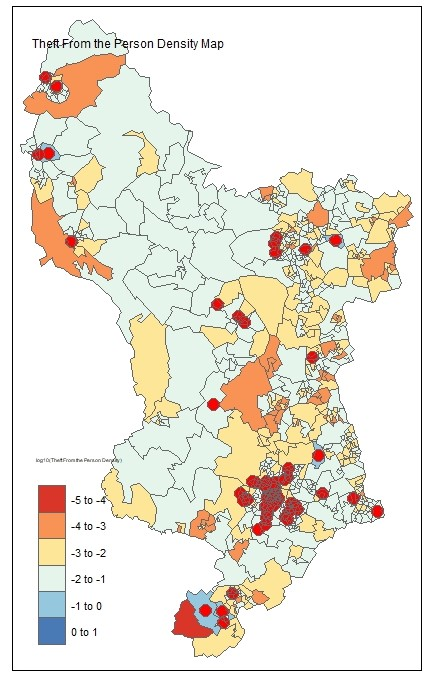 Theft From the Person Density Map
log10(Theft From the Person Density)
-5 to -4
-4 to -3
-3 to -2
-2 to -1
-1 to 0
0 to 1